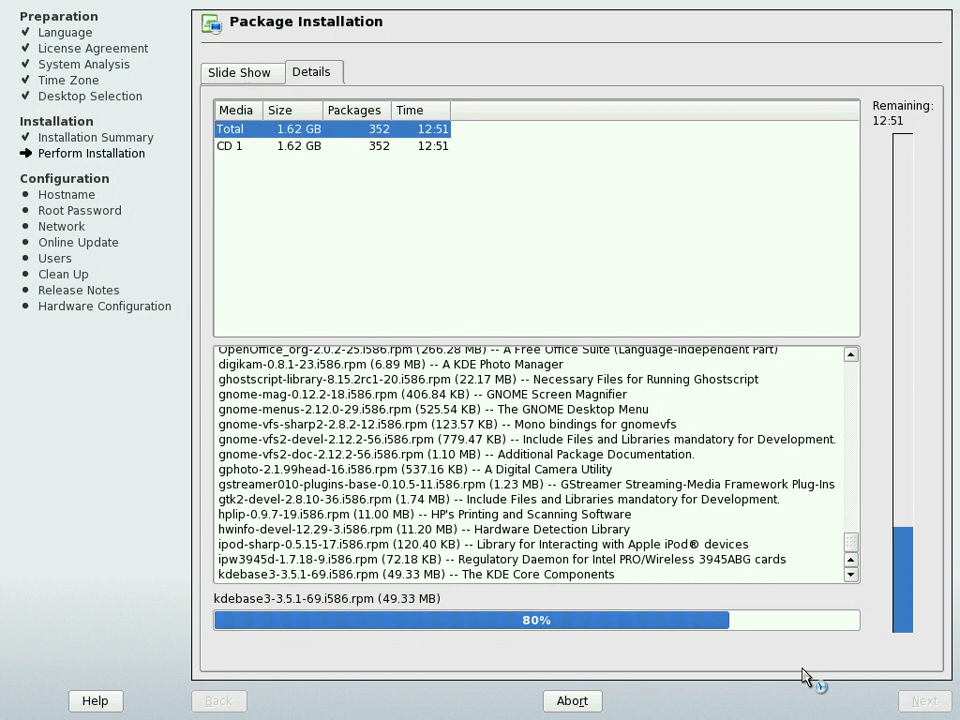 Preparation
Language
License Agreement
System Analysis
Time Zone
Desktop Selection
Installation
Installation Summary
Perform Installation
Configuration
Hostname
Root Password
Network
Online Update
Users
Clean Up
Release Notes
Hardware Configuration
Package Installation
Slide Show Details
Media Size Packages Time
Total 1.62 GB 352 12:51
CD 1 1.62 GB 352 12:51
Remaining:
12:51
OpenOffice_org-2.0.2-25.i586.rpm (266.28 MB) -- A Free Office Suite (Language-Independent Part)
digikam-0.8.1-23.i586.rpm (6.89 MB) -- A KDE Photo Manager
ghostscript-library-8.15.2rc1-20.i586.rpm (22.17 MB) -- Necessary Files for Running Ghostscript
gnome-mag-0.12.2-18.i586.rpm (406.84 KB) -- GNOME Screen Magnifier
gnome-menus-2.12.0-29.i586.rpm (525.54 KB) -- The GNOME Desktop Menu
gnome-vfs-sharp2-2.8.2-12.i586.rpm (123.57 KB) -- Mono bindings for gnomevfs
gnome-vfs2-devel-2.12.2-56.i586.rpm (779.47 KB) -- Include Files and Libraries mandatory for Development.
gnome-vfs2-doc-2.12.2-56.i586.rpm (1.10 MB) -- Additional Package Documentation.
gphoto-2.1.99head-16.i586.rpm (537.16 KB) -- A Digital Camera Utility
gstreamer010-plugins-base-0.10.5-11.i586.rpm (1.23 MB) -- GStreamer Streaming-Media Framework Plug-Ins
gtk2-devel-2.8.10-36.i586.rpm (1.74 MB) -- Include Files and Libraries mandatory for Development.
hplip-0.9.7-19.i586.rpm (11.00 MB) -- HP's Printing and Scanning Software
hwinfo-devel-12.29-3.i586.rpm (11.20 MB) -- Hardware Detection Library
ipod-sharp-0.5.15-17.i586.rpm (120.40 KB) -- Library for Interacting with Apple iPod® devices
ipw3945d-1.7.18-9.i586.rpm (72.18 KB) -- Regulatory Daemon for Intel PRO/Wireless 3945ABG cards
kdebase3-3.5.1-69.i586.rpm (49.33 MB) -- The KDE Core Components
kdebase3-3.5.1-69.i586.rpm (49.33 MB)
80%
Help Back Abort Next